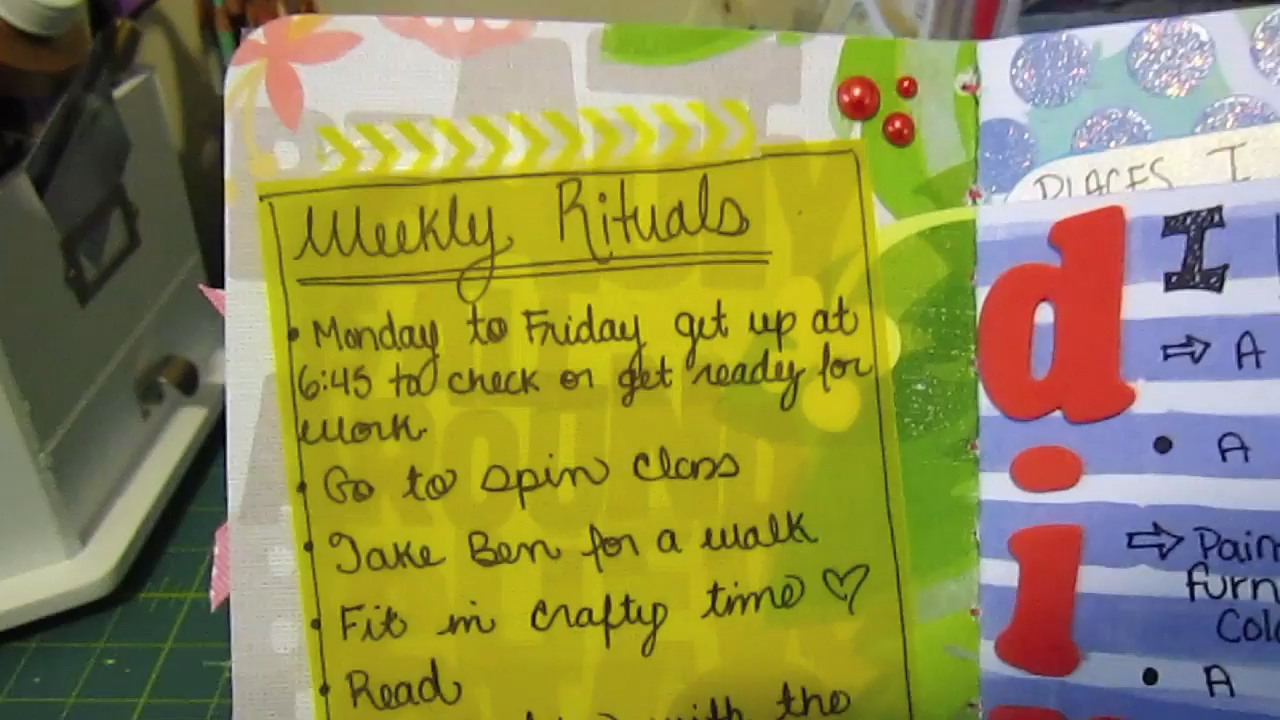 Weekly Rituals
• Monday to Friday get up at
6:45 to check or get ready for
work.
• Go to spin class
• Take Ben for a walk
• Fit in crafty time ♡
• Read
with the
PLACES I
d
I
⇨ A
i
• A
l
⇨ Pain
furn
Colo
• A